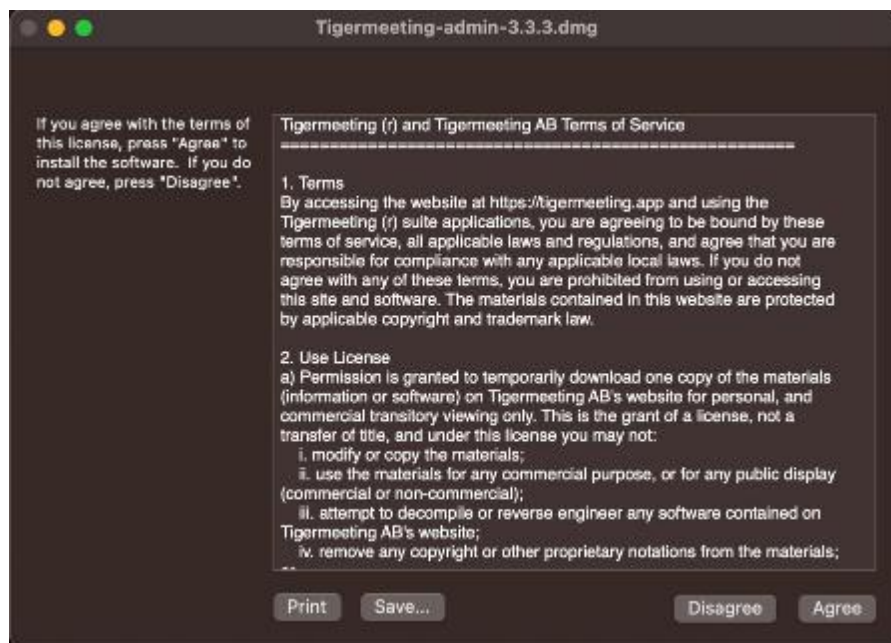 Tigermeeting-admin-3.3.3.dmg
If you agree with the terms of
this license, press "Agree" to
install the software. If you do
not agree, press "Disagree".
Tigermeeting (r) and Tigermeeting AB Terms of Service
=====================================================
1. Terms
By accessing the website at https://tigermeeting.app and using the
Tigermeeting (r) suite applications, you are agreeing to be bound by these
terms of service, all applicable laws and regulations, and agree that you are
responsible for compliance with any applicable local laws. If you do not
agree with any of these terms, you are prohibited from using or accessing
this site and software. The materials contained in this website are protected
by applicable copyright and trademark law.
2. Use License
a) Permission is granted to temporarily download one copy of the materials
(information or software) on Tigermeeting AB's website for personal, and
commercial transitory viewing only. This is the grant of a license, not a
transfer of title, and under this license you may not:
i. modify or copy the materials;
ii. use the materials for any commercial purpose, or for any public display
(commercial or non-commercial);
iii. attempt to decompile or reverse engineer any software contained on
Tigermeeting AB's website;
iv. remove any copyright or other proprietary notations from the materials;
Print Save... Disagree Agree